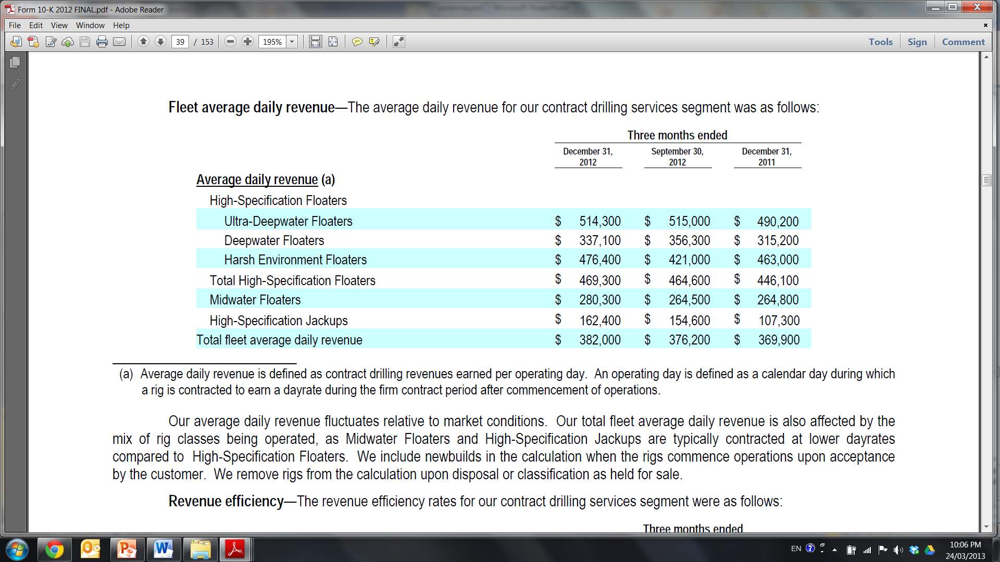 Form 10-K 2012 FINAL.pdf - Adobe Reader
File Edit View Window Help
39 / 153 195% Tools Sign Comment
Fleet average daily revenue—The average daily revenue for our contract drilling services segment was as follows:
Three months ended
December 31, 2012 September 30, 2012 December 31, 2011
Average daily revenue (a)
High-Specification Floaters
Ultra-Deepwater Floaters $ 514,300 $ 515,000 $ 490,200
Deepwater Floaters $ 337,100 $ 356,300 $ 315,200
Harsh Environment Floaters $ 476,400 $ 421,000 $ 463,000
Total High-Specification Floaters $ 469,300 $ 464,600 $ 446,100
Midwater Floaters $ 280,300 $ 264,500 $ 264,800
High-Specification Jackups $ 162,400 $ 154,600 $ 107,300
Total fleet average daily revenue $ 382,000 $ 376,200 $ 369,900
(a) Average daily revenue is defined as contract drilling revenues earned per operating day. An operating day is defined as a calendar day during which
a rig is contracted to earn a dayrate during the firm contract period after commencement of operations.
Our average daily revenue fluctuates relative to market conditions. Our total fleet average daily revenue is also affected by the
mix of rig classes being operated, as Midwater Floaters and High-Specification Jackups are typically contracted at lower dayrates
compared to High-Specification Floaters. We include newbuilds in the calculation when the rigs commence operations upon acceptance
by the customer. We remove rigs from the calculation upon disposal or classification as held for sale.
Revenue efficiency—The revenue efficiency rates for our contract drilling services segment were as follows:
Three months ended
EN
10:06 PM
24/03/2013